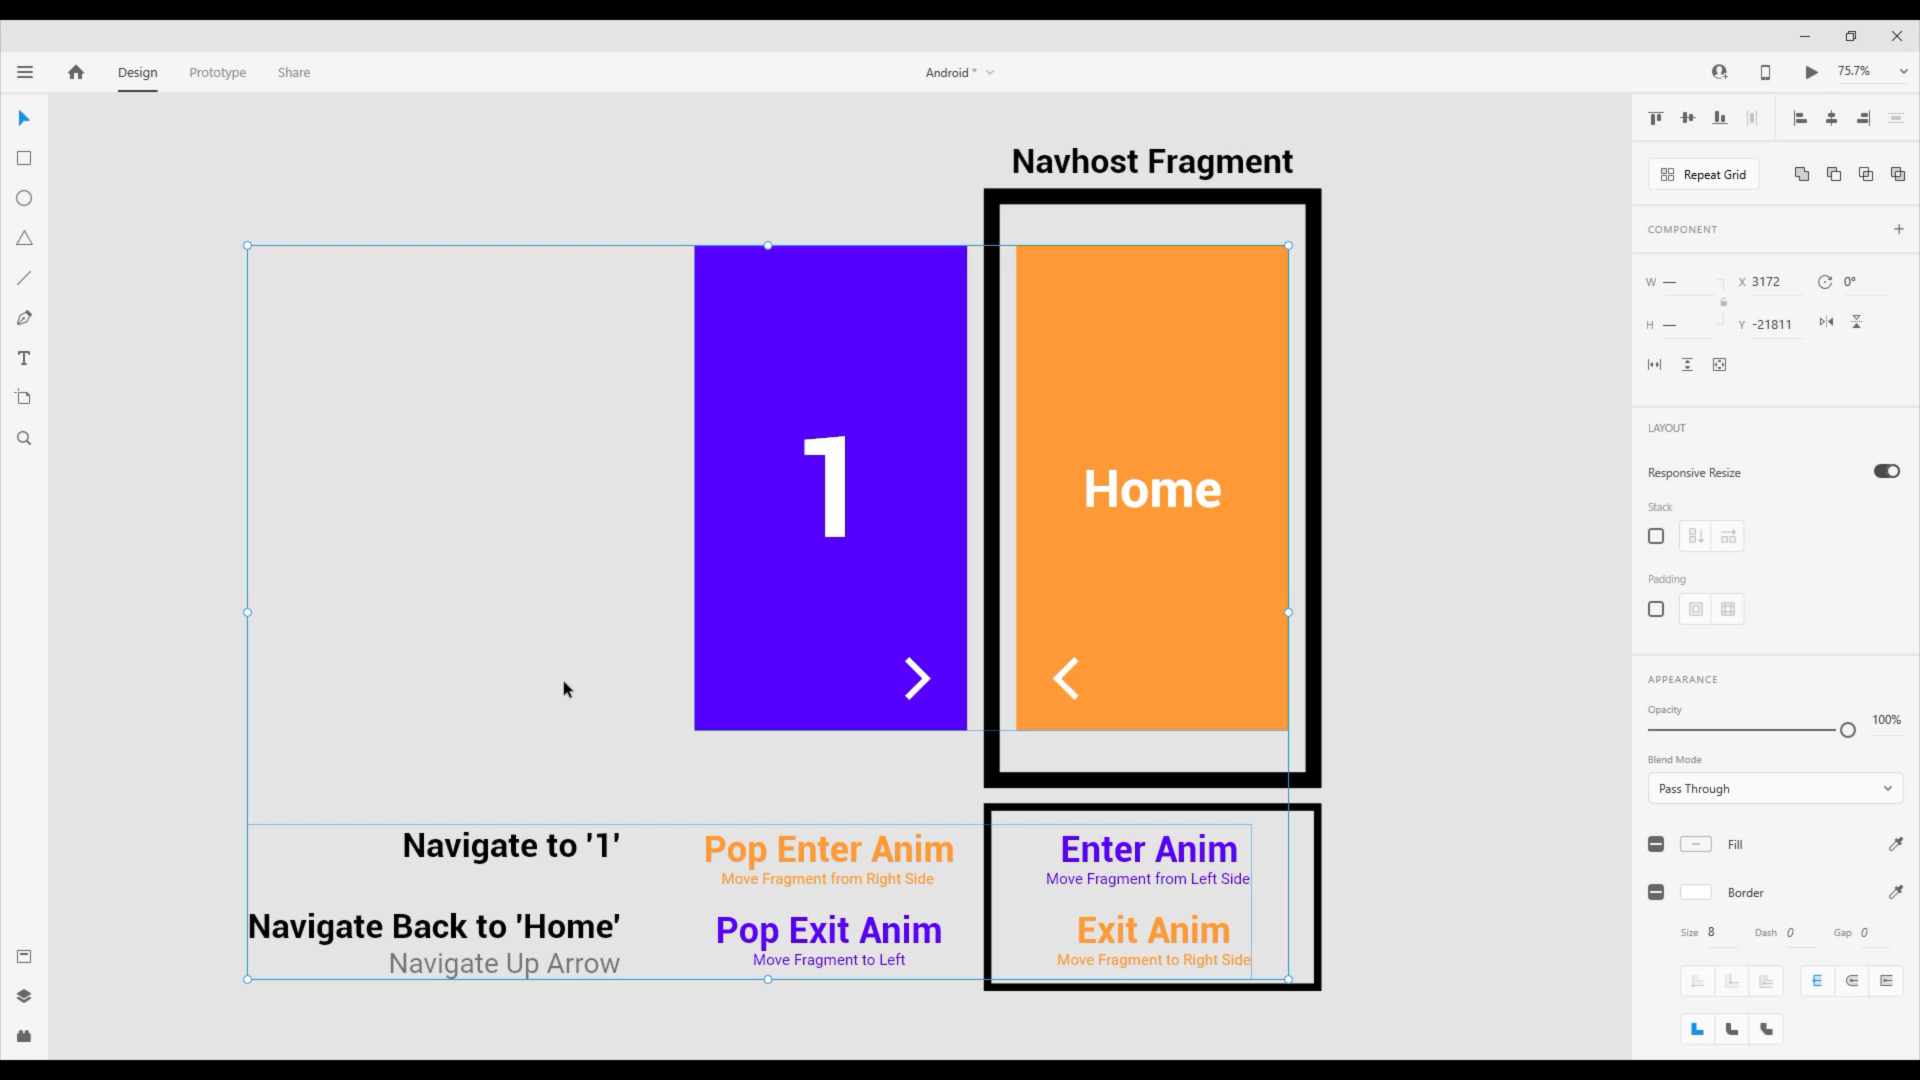 Design
Prototype
Share
Android *
75.7%
Navhost Fragment
Repeat Grid
COMPONENT
W —
X 3172
0°
H —
Y -21811
1
Home
LAYOUT
Responsive Resize
Stack
Padding
APPEARANCE
Opacity
100%
Blend Mode
Pass Through
Fill
Border
Size 8
Dash 0
Gap 0
Navigate to '1'
Pop Enter Anim
Move Fragment from Right Side
Enter Anim
Move Fragment from Left Side
Navigate Back to 'Home'
Navigate Up Arrow
Pop Exit Anim
Move Fragment to Left
Exit Anim
Move Fragment to Right Side